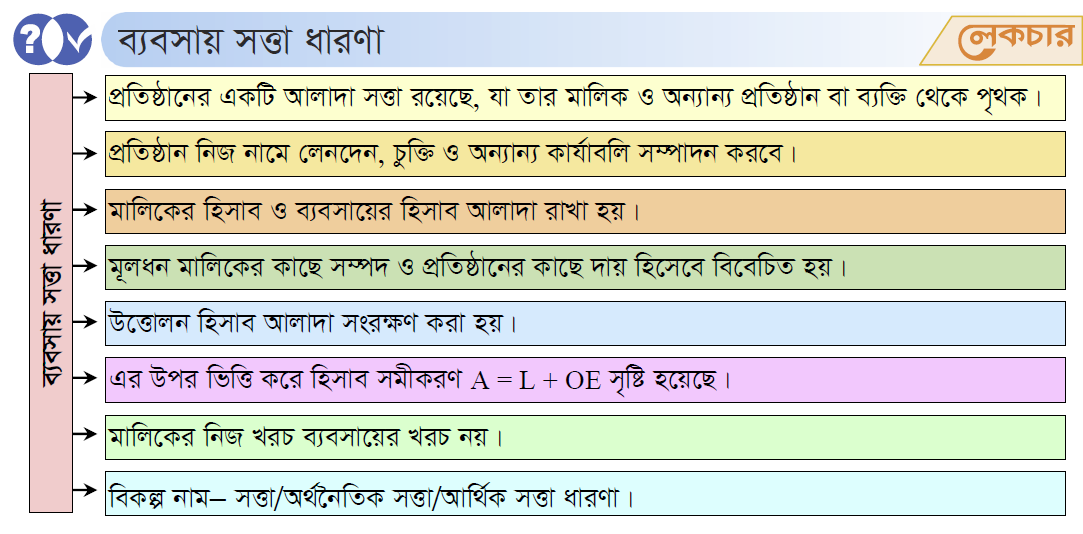 ব্যবসায় সত্তা ধারণা
লেকচার
ব্যবসায় সত্তা ধারণা
প্রতিষ্ঠানের একটি আলাদা সত্তা রয়েছে, যা তার মালিক ও অন্যান্য প্রতিষ্ঠান বা ব্যক্তি থেকে পৃথক।
প্রতিষ্ঠান নিজ নামে লেনদেন, চুক্তি ও অন্যান্য কার্যাবলি সম্পাদন করবে।
মালিকের হিসাব ও ব্যবসায়ের হিসাব আলাদা রাখা হয়।
মূলধন মালিকের কাছে সম্পদ ও প্রতিষ্ঠানের কাছে দায় হিসেবে বিবেচিত হয়।
উত্তোলন হিসাব আলাদা সংরক্ষণ করা হয়।
এর উপর ভিত্তি করে হিসাব সমীকরণ A = L + OE সৃষ্টি হয়েছে।
মালিকের নিজ খরচ ব্যবসায়ের খরচ নয়।
বিকল্প নাম– সত্তা/অর্থনৈতিক সত্তা/আর্থিক সত্তা ধারণা।